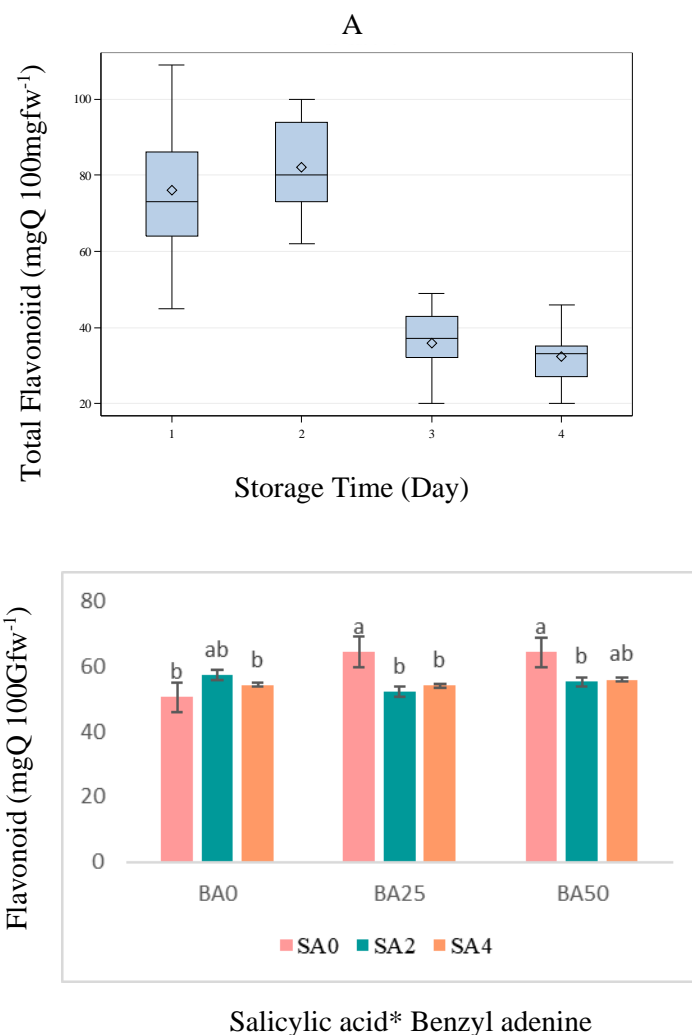 A
Total Flavonoiid (mgQ 100mgfw-1)
100
80
60
40
20
1 2 3 4
Storage Time (Day)
Flavonoid (mgQ 100Gfw-1)
80
60
40
20
0
b ab b a b b a b ab
BA0 BA25 BA50
SA0 SA2 SA4
Salicylic acid* Benzyl adenine